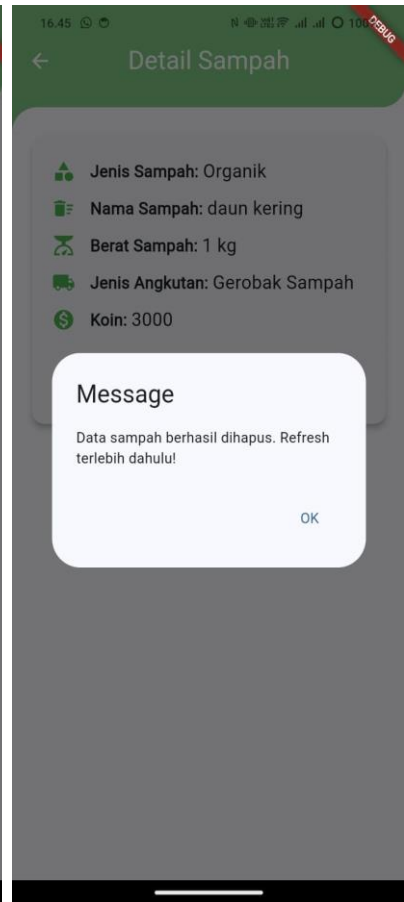 16.45
DEBUG
Detail Sampah
Jenis Sampah: Organik
Nama Sampah: daun kering
Berat Sampah: 1 kg
Jenis Angkutan: Gerobak Sampah
Koin: 3000
Message
Data sampah berhasil dihapus. Refresh
terlebih dahulu!
OK